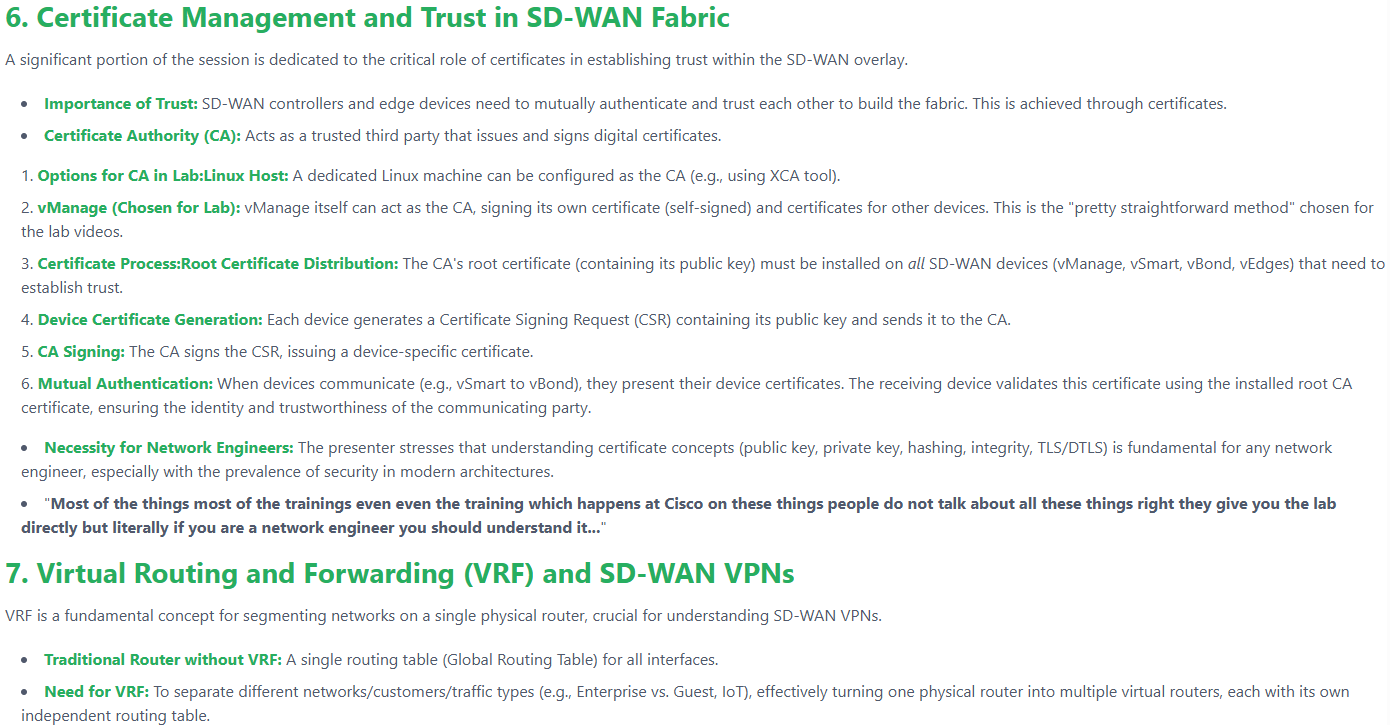 6. Certificate Management and Trust in SD-WAN Fabric
A significant portion of the session is dedicated to the critical role of certificates in establishing trust within the SD-WAN overlay.
• Importance of Trust: SD-WAN controllers and edge devices need to mutually authenticate and trust each other to build the fabric. This is achieved through certificates.
• Certificate Authority (CA): Acts as a trusted third party that issues and signs digital certificates.
1. Options for CA in Lab:Linux Host: A dedicated Linux machine can be configured as the CA (e.g., using XCA tool).
2. vManage (Chosen for Lab): vManage itself can act as the CA, signing its own certificate (self-signed) and certificates for other devices. This is the "pretty straightforward method" chosen for
the lab videos.
3. Certificate Process:Root Certificate Distribution: The CA's root certificate (containing its public key) must be installed on all SD-WAN devices (vManage, vSmart, vBond, vEdges) that need to
establish trust.
4. Device Certificate Generation: Each device generates a Certificate Signing Request (CSR) containing its public key and sends it to the CA.
5. CA Signing: The CA signs the CSR, issuing a device-specific certificate.
6. Mutual Authentication: When devices communicate (e.g., vSmart to vBond), they present their device certificates. The receiving device validates this certificate using the installed root CA
certificate, ensuring the identity and trustworthiness of the communicating party.
• Necessity for Network Engineers: The presenter stresses that understanding certificate concepts (public key, private key, hashing, integrity, TLS/DTLS) is fundamental for any network
engineer, especially with the prevalence of security in modern architectures.
• "Most of the things most of the trainings even even the training which happens at Cisco on these things people do not talk about all these things right they give you the lab
directly but literally if you are a network engineer you should understand it..."
7. Virtual Routing and Forwarding (VRF) and SD-WAN VPNs
VRF is a fundamental concept for segmenting networks on a single physical router, crucial for understanding SD-WAN VPNs.
• Traditional Router without VRF: A single routing table (Global Routing Table) for all interfaces.
• Need for VRF: To separate different networks/customers/traffic types (e.g., Enterprise vs. Guest, IoT), effectively turning one physical router into multiple virtual routers, each with its own
independent routing table.